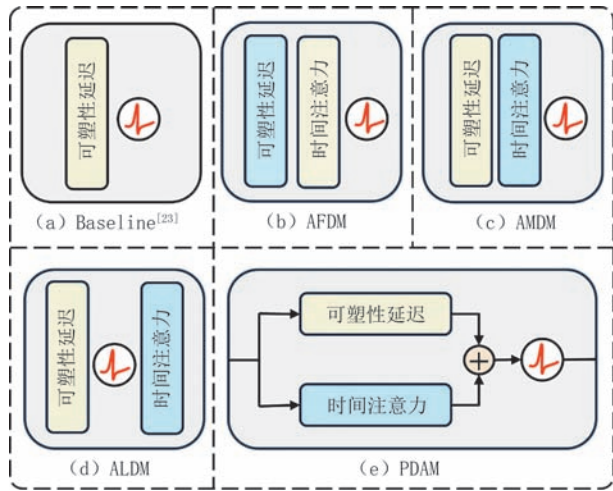 可塑性延迟
(a) Baseline[23]
可塑性延迟
时间注意力
(b) AFDM
可塑性延迟
时间注意力
(c) AMDM
可塑性延迟
时间注意力
(d) ALDM
可塑性延迟
时间注意力
(e) PDAM